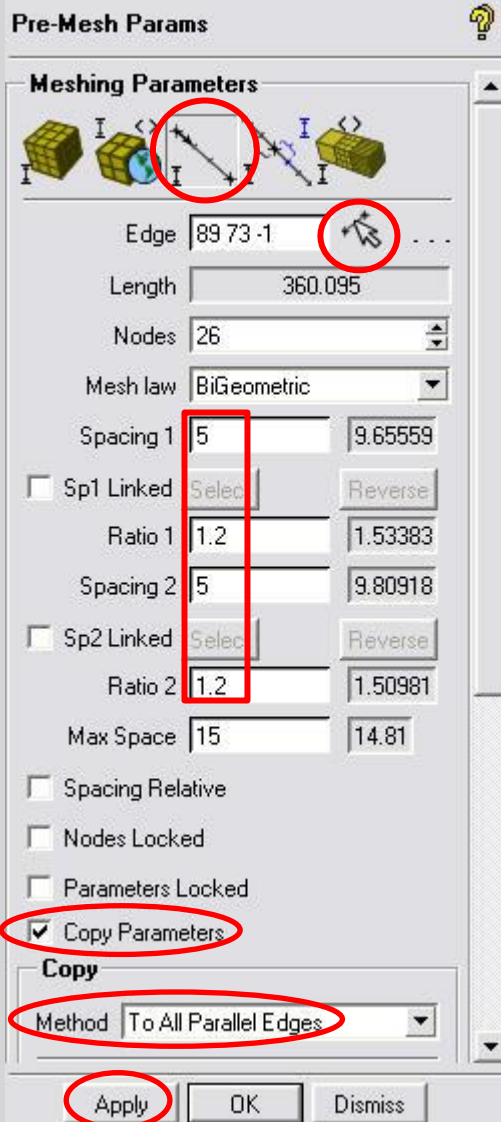 Pre-Mesh Params
Meshing Parameters
Edge 89 73 -1 ...
Length 360.095
Nodes 26
Mesh law BiGeometric
Spacing 1 5 9.65559
Sp1 Linked Selec Reverse
Ratio 1 1.2 1.53383
Spacing 2 5 9.80918
Sp2 Linked Selec Reverse
Ratio 2 1.2 1.50981
Max Space 15 14.81
Spacing Relative
Nodes Locked
Parameters Locked
Copy Parameters
Copy
Method To All Parallel Edges
Apply OK Dismiss